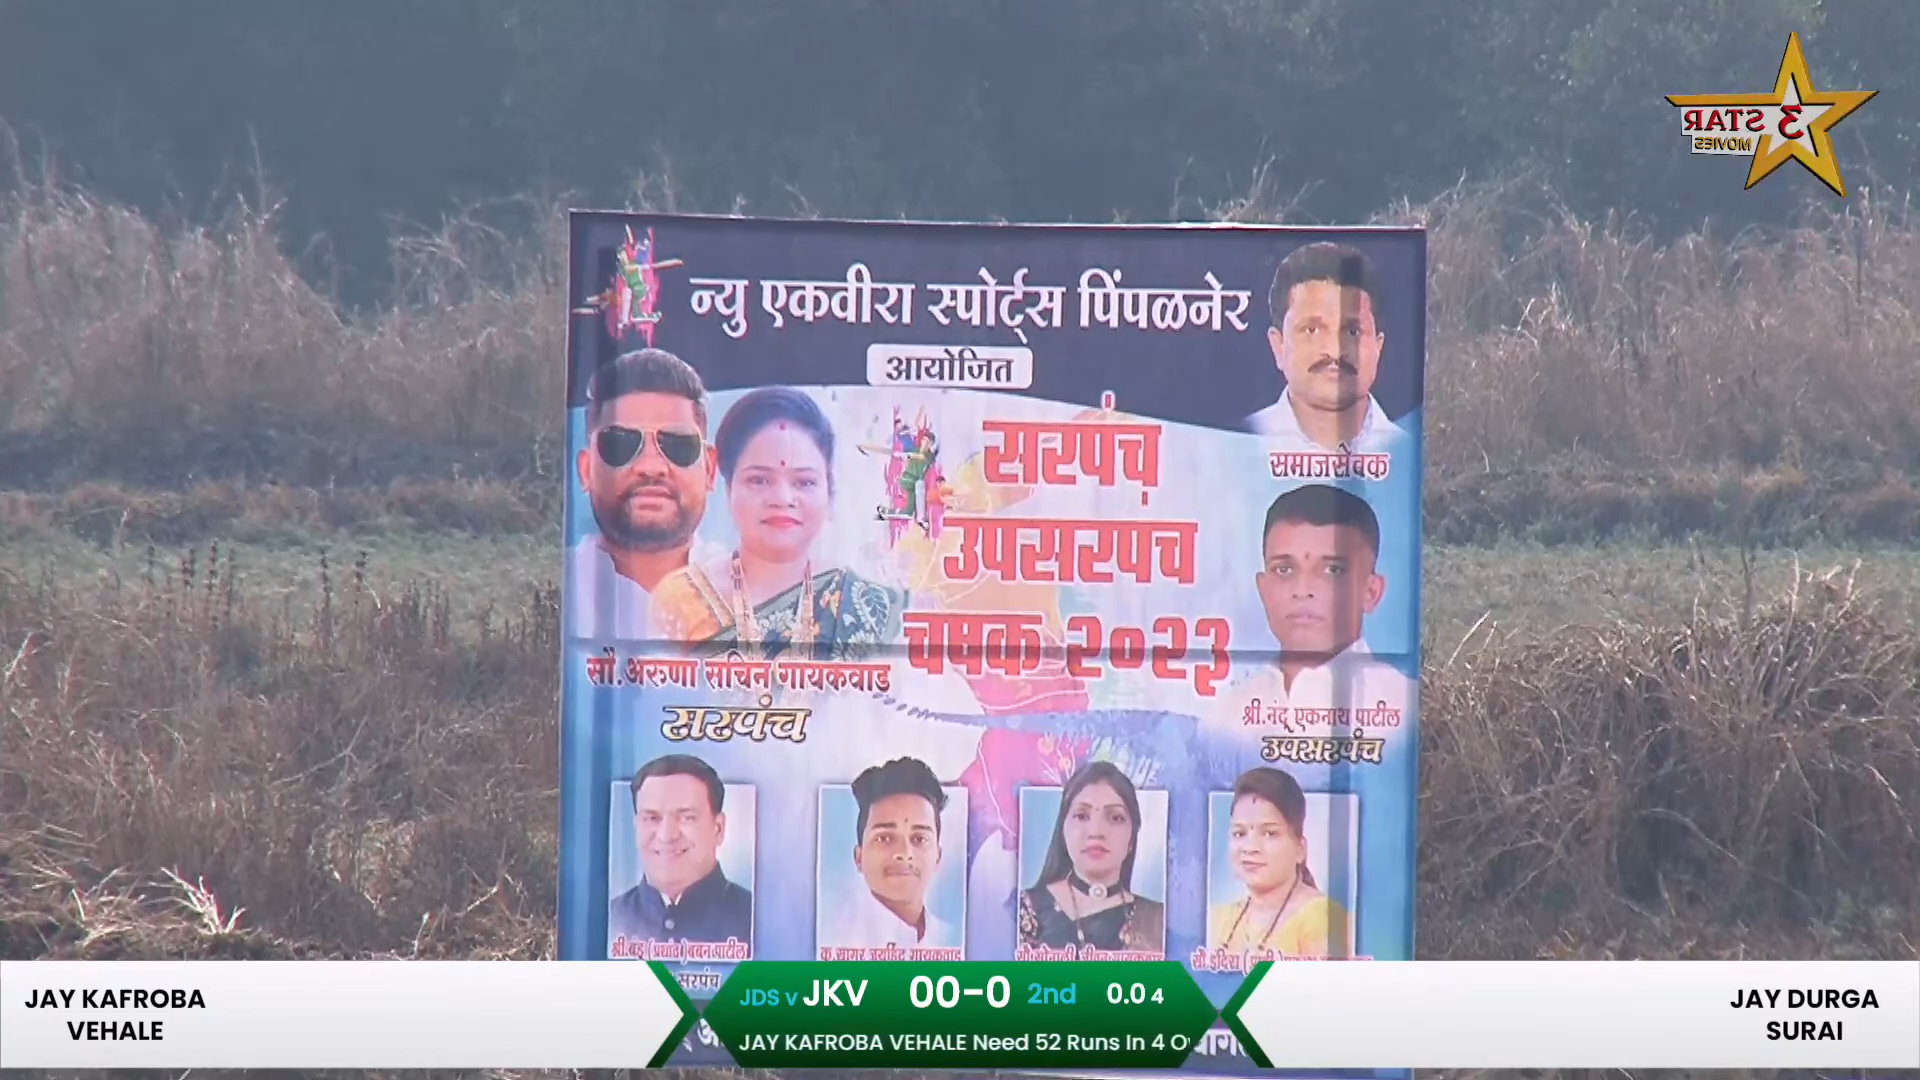 3 STAR
MOVIES
न्यु एकवीरा स्पोर्ट्स पिंपळनेर
आयोजित
सरपंच
उपसरपंच
चषक २०२३
समाजसेवक
सौ.अरुणा सचिन गायकवाड
सरपंच
श्री.नंदू एकनाथ पाटील
उपसरपंच
पाटील
सरपंच
JAY KAFROBA
VEHALE
JDS v JKV 00-0 2nd 0.0 4
JAY KAFROBA VEHALE Need 52 Runs In 4 O
JAY DURGA
SURAI